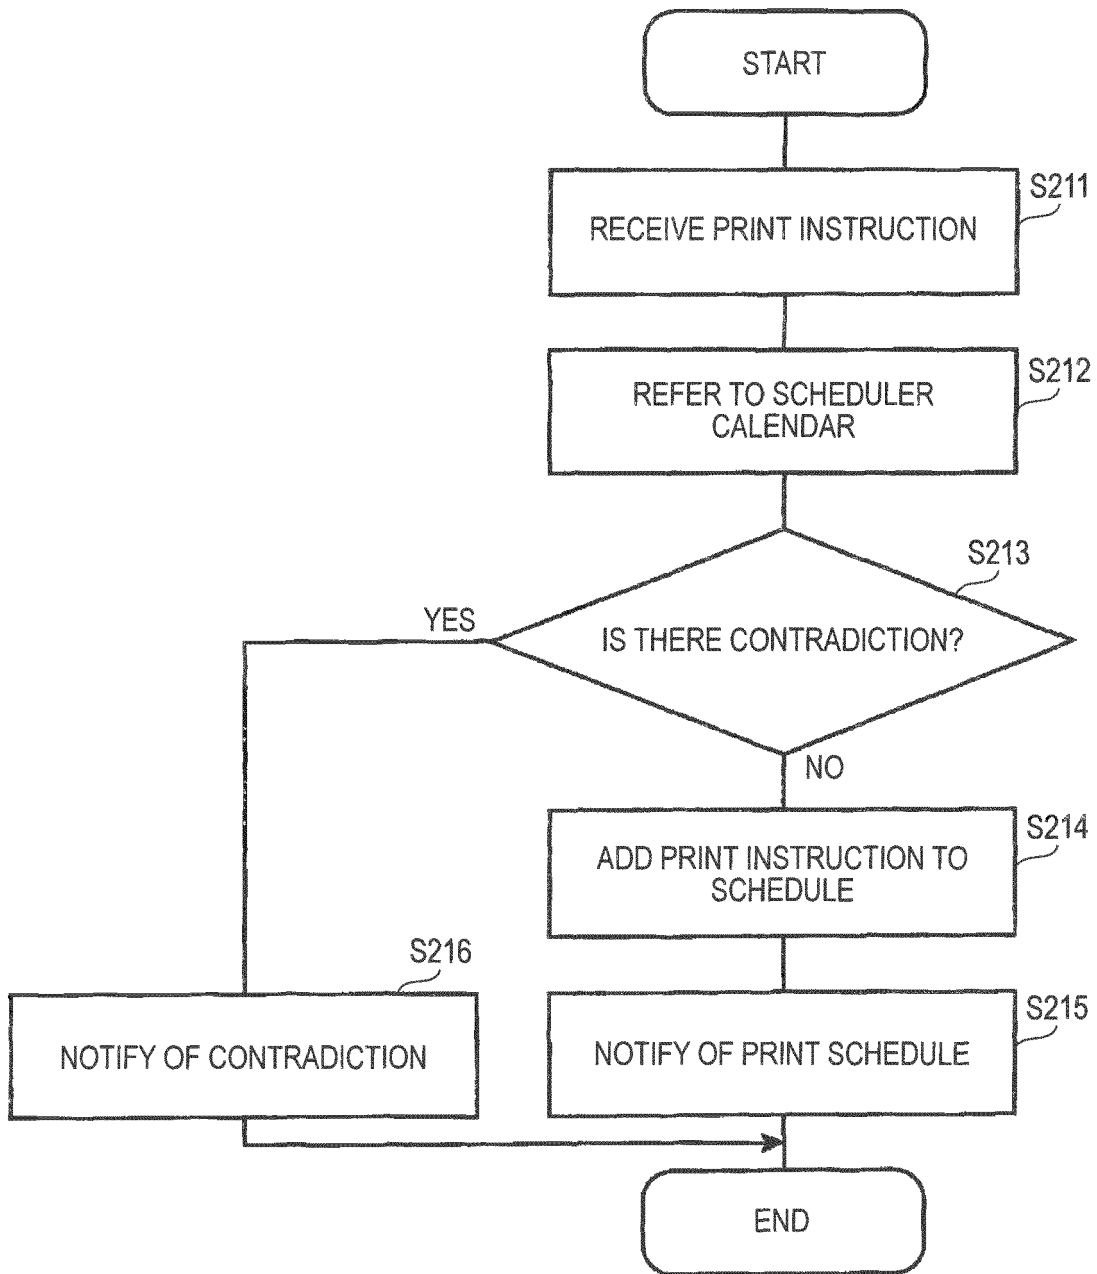 START
S211
RECEIVE PRINT INSTRUCTION
S212
REFER TO SCHEDULER
CALENDAR
S213
YES
IS THERE CONTRADICTION?
NO
S214
ADD PRINT INSTRUCTION TO
SCHEDULE
S216
S215
NOTIFY OF CONTRADICTION
NOTIFY OF PRINT SCHEDULE
END